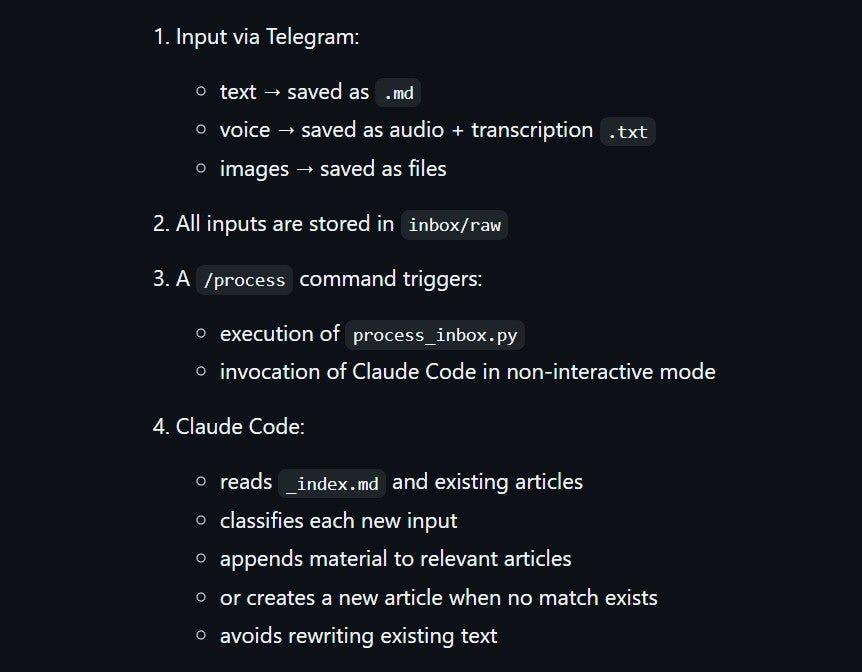 1. Input via Telegram:
○ text → saved as .md
○ voice → saved as audio + transcription .txt
○ images → saved as files
2. All inputs are stored in inbox/raw
3. A /process command triggers:
○ execution of process_inbox.py
○ invocation of Claude Code in non-interactive mode
4. Claude Code:
○ reads _index.md and existing articles
○ classifies each new input
○ appends material to relevant articles
○ or creates a new article when no match exists
○ avoids rewriting existing text